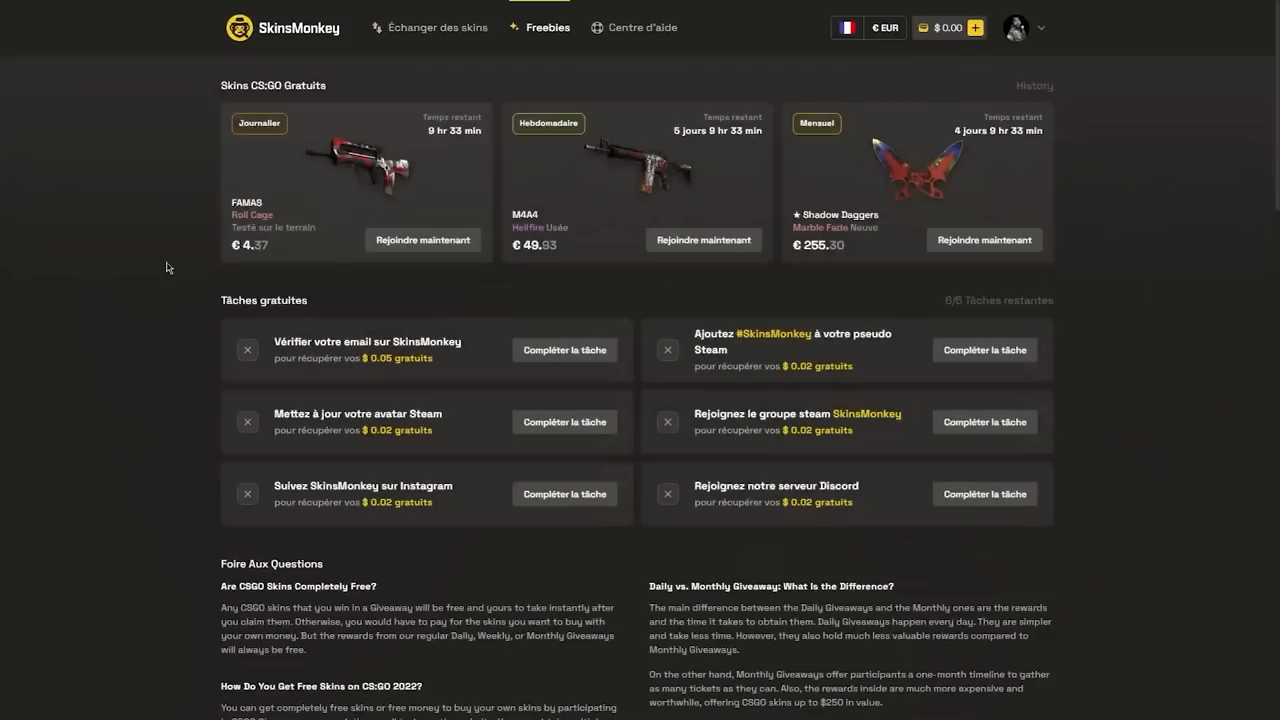 SkinsMonkey
Échanger des skins
Freebies
Centre d'aide
€ EUR
$ 0.00
Skins CS:GO Gratuits
History
Journalier
Temps restant
9 hr 33 min
FAMAS
Roll Cage
Testé sur le terrain
€ 4.37
Rejoindre maintenant
Hebdomadaire
Temps restant
5 jours 9 hr 33 min
M4A4
Hellfire Usée
€ 49.93
Rejoindre maintenant
Mensuel
Temps restant
4 jours 9 hr 33 min
★ Shadow Daggers
Marble Fade Neuve
€ 255.30
Rejoindre maintenant
Tâches gratuites
6/6 Tâches restantes
Vérifier votre email sur SkinsMonkey
pour récupérer vos $ 0.05 gratuits
Compléter la tâche
Ajoutez #SkinsMonkey à votre pseudo
Steam
pour récupérer vos $ 0.02 gratuits
Compléter la tâche
Mettez à jour votre avatar Steam
pour récupérer vos $ 0.02 gratuits
Compléter la tâche
Rejoignez le groupe steam SkinsMonkey
pour récupérer vos $ 0.02 gratuits
Compléter la tâche
Suivez SkinsMonkey sur Instagram
pour récupérer vos $ 0.02 gratuits
Compléter la tâche
Rejoignez notre serveur Discord
pour récupérer vos $ 0.02 gratuits
Compléter la tâche
Foire Aux Questions
Are CSGO Skins Completely Free?
Any CSGO skins that you win in a Giveaway will be free and yours to take instantly after
you claim them. Otherwise, you would have to pay for the skins you want to buy with
your own money. But the rewards from our regular Daily, Weekly, or Monthly Giveaways
will always be free.
How Do You Get Free Skins on CS:GO 2022?
You can get completely free skins or free money to buy your own skins by participating
Daily vs. Monthly Giveaway: What Is the Difference?
The main difference between the Daily Giveaways and the Monthly ones are the rewards
and the time it takes to obtain them. Daily Giveaways happen every day. They are simpler
and take less time. However, they also hold much less valuable rewards compared to
Monthly Giveaways.
On the other hand, Monthly Giveaways offer participants a one-month timeline to gather
as many tickets as they can. Also, the rewards inside are much more expensive and
worthwhile, offering CSGO skins up to $250 in value.